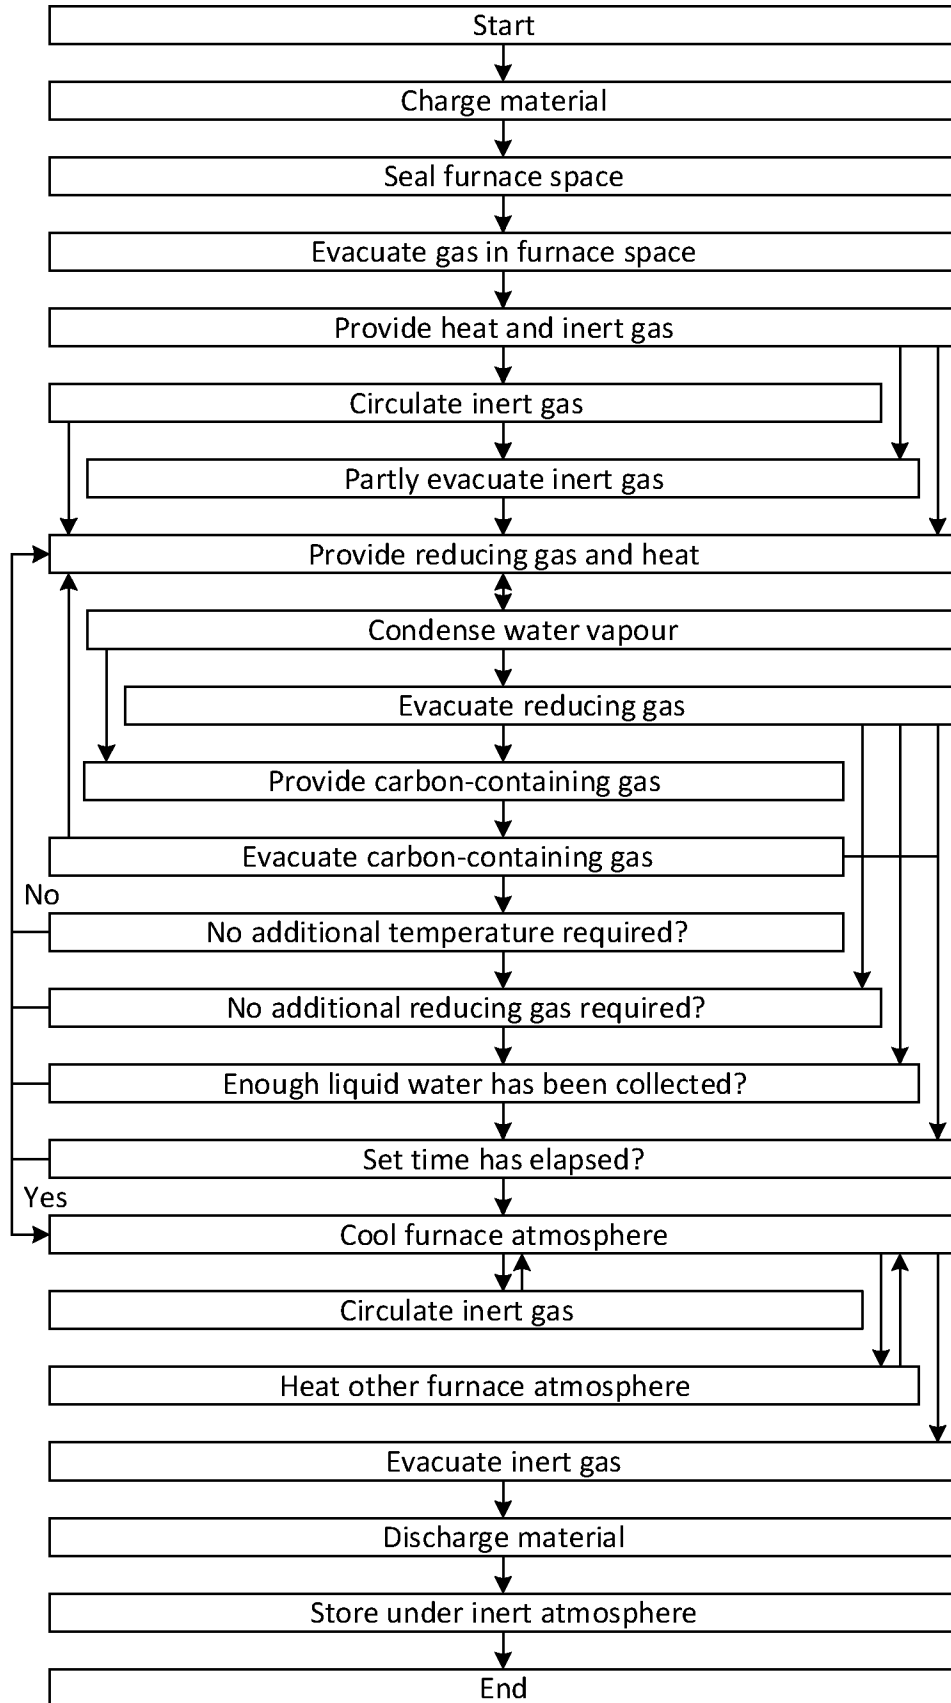 Start
Charge material
Seal furnace space
Evacuate gas in furnace space
Provide heat and inert gas
Circulate inert gas
Partly evacuate inert gas
Provide reducing gas and heat
Condense water vapour
Evacuate reducing gas
Provide carbon-containing gas
Evacuate carbon-containing gas
No
No additional temperature required?
No additional reducing gas required?
Enough liquid water has been collected?
Set time has elapsed?
Yes
Cool furnace atmosphere
Circulate inert gas
Heat other furnace atmosphere
Evacuate inert gas
Discharge material
Store under inert atmosphere
End